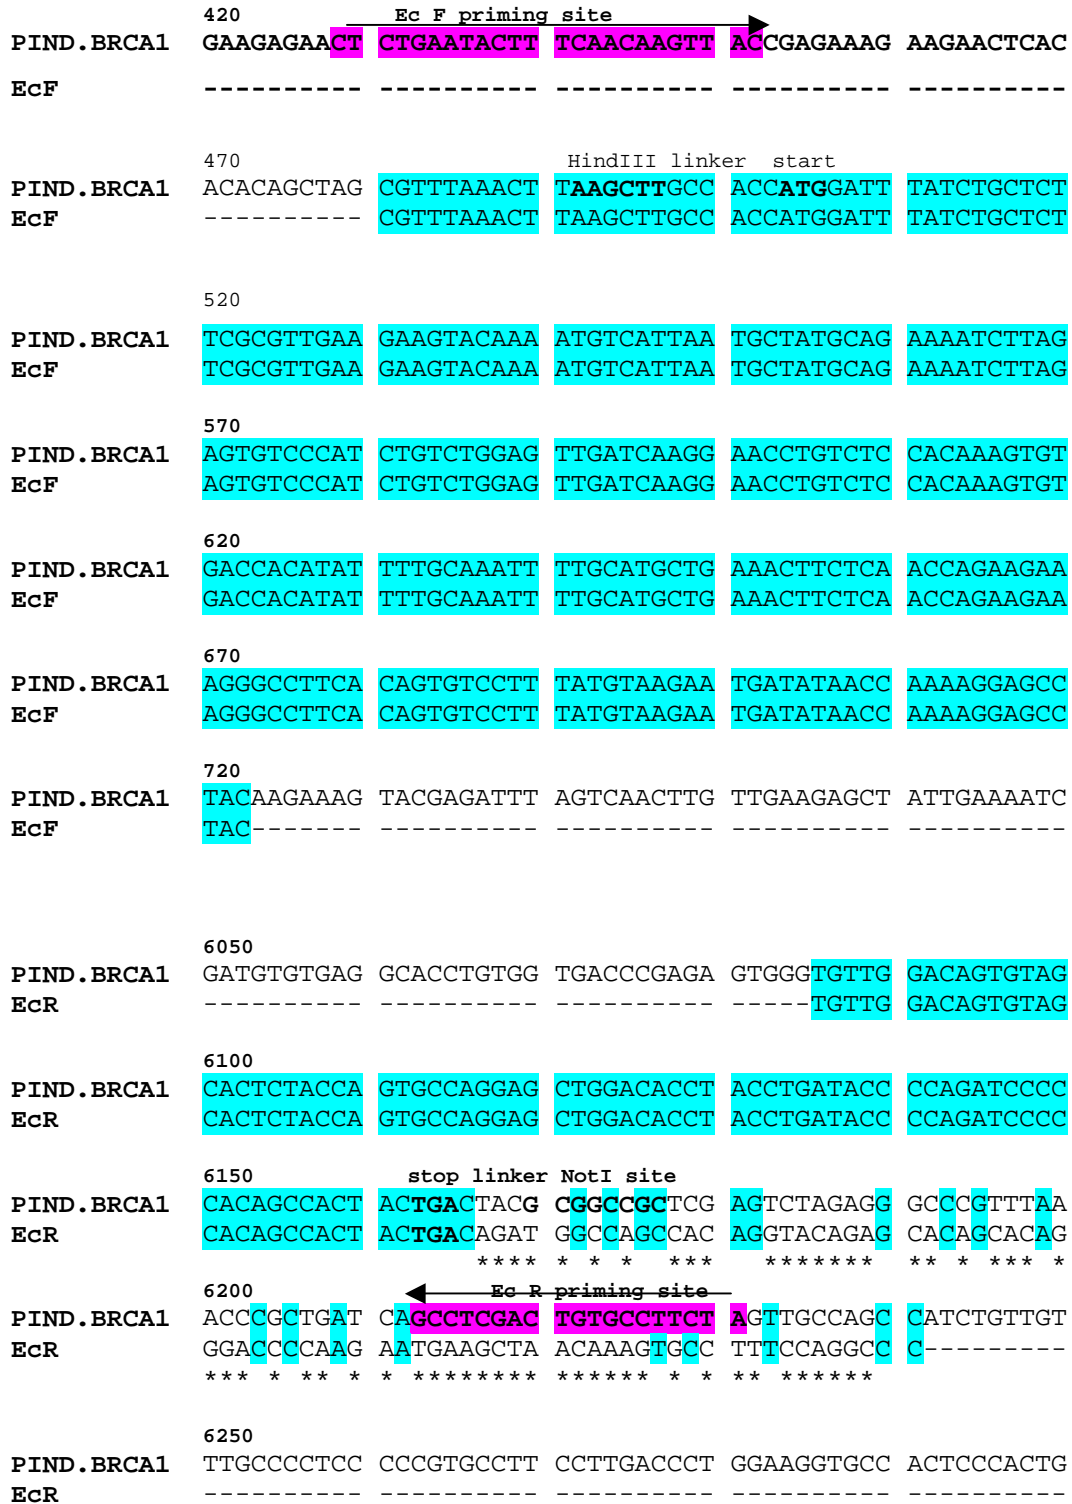 420 Ec F priming site
PIND.BRCA1 GAAGAGAACT CTGAATACTT TCAACAAGTT ACCGAGAAAG AAGAACTCAC
EcF ---------- ---------- ---------- ---------- ----------
470 HindIII linker start
PIND.BRCA1 ACACAGCTAG CGTTTAAACT TAAGCTTGCC ACCATGGATT TATCTGCTCT
EcF ---------- CGTTTAAACT TAAGCTTGCC ACCATGGATT TATCTGCTCT
520
PIND.BRCA1 TCGCGTTGAA GAAGTACAAA ATGTCATTAA TGCTATGCAG AAAATCTTAG
EcF TCGCGTTGAA GAAGTACAAA ATGTCATTAA TGCTATGCAG AAAATCTTAG
570
PIND.BRCA1 AGTGTCCCAT CTGTCTGGAG TTGATCAAGG AACCTGTCTC CACAAAGTGT
EcF AGTGTCCCAT CTGTCTGGAG TTGATCAAGG AACCTGTCTC CACAAAGTGT
620
PIND.BRCA1 GACCACATAT TTTGCAAATT TTGCATGCTG AAACTTCTCA ACCAGAAGAA
EcF GACCACATAT TTTGCAAATT TTGCATGCTG AAACTTCTCA ACCAGAAGAA
670
PIND.BRCA1 AGGGCCTTCA CAGTGTCCTT TATGTAAGAA TGATATAACC AAAAGGAGCC
EcF AGGGCCTTCA CAGTGTCCTT TATGTAAGAA TGATATAACC AAAAGGAGCC
720
PIND.BRCA1 TACAAGAAAG TACGAGATTT AGTCAACTTG TTGAAGAGCT ATTGAAAATC
EcF TAC------- ---------- ---------- ---------- ----------
6050
PIND.BRCA1 GATGTGTGAG GCACCTGTGG TGACCCGAGA GTGGGTGTTG GACAGTGTAG
EcR ---------- ---------- ---------- -----TGTTG GACAGTGTAG
6100
PIND.BRCA1 CACTCTACCA GTGCCAGGAG CTGGACACCT ACCTGATACC CCAGATCCCC
EcR CACTCTACCA GTGCCAGGAG CTGGACACCT ACCTGATACC CCAGATCCCC
6150 stop linker NotI site
PIND.BRCA1 CACAGCCACT ACTGACTACG CGGCCGCTCG AGTCTAGAGG GCCCGTTTAA
EcR CACAGCCACT ACTGACAGAT GGCCAGCCAC AGGTACAGAG CACAGCACAG
**** * * * *** ******* ** * *** *
6200 Ec R priming site
PIND.BRCA1 ACCCGCTGAT CAGCCTCGAC TGTGCCTTCT AGTTGCCAGC CATCTGTTGT
EcR GGACCCCAAG AATGAAGCTA ACAAAGTGCC TTTCCAGGCC C---------
*** * ** * * ******** ****** * * ** ******
6250
PIND.BRCA1 TTGCCCCTCC CCCGTGCCTT CCTTGACCCT GGAAGGTGCC ACTCCCACTG
EcR ---------- ---------- ---------- ---------- ----------